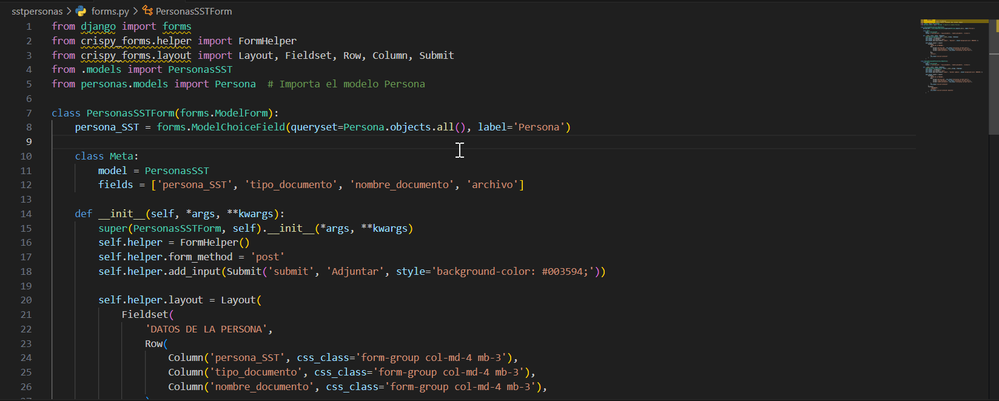 sstpersonas > forms.py > PersonasSSTForm
1 from django import forms
2 from crispy_forms.helper import FormHelper
3 from crispy_forms.layout import Layout, Fieldset, Row, Column, Submit
4 from .models import PersonasSST
5 from personas.models import Persona  # Importa el modelo Persona
6
7 class PersonasSSTForm(forms.ModelForm):
8     persona_SST = forms.ModelChoiceField(queryset=Persona.objects.all(), label='Persona')
9
10     class Meta:
11         model = PersonasSST
12         fields = ['persona_SST', 'tipo_documento', 'nombre_documento', 'archivo']
13
14     def __init__(self, *args, **kwargs):
15         super(PersonasSSTForm, self).__init__(*args, **kwargs)
16         self.helper = FormHelper()
17         self.helper.form_method = 'post'
18         self.helper.add_input(Submit('submit', 'Adjuntar', style='background-color: #003594;'))
19
20         self.helper.layout = Layout(
21             Fieldset(
22                 'DATOS DE LA PERSONA',
23                 Row(
24                     Column('persona_SST', css_class='form-group col-md-4 mb-3'),
25                     Column('tipo_documento', css_class='form-group col-md-4 mb-3'),
26                     Column('nombre_documento', css_class='form-group col-md-4 mb-3'),